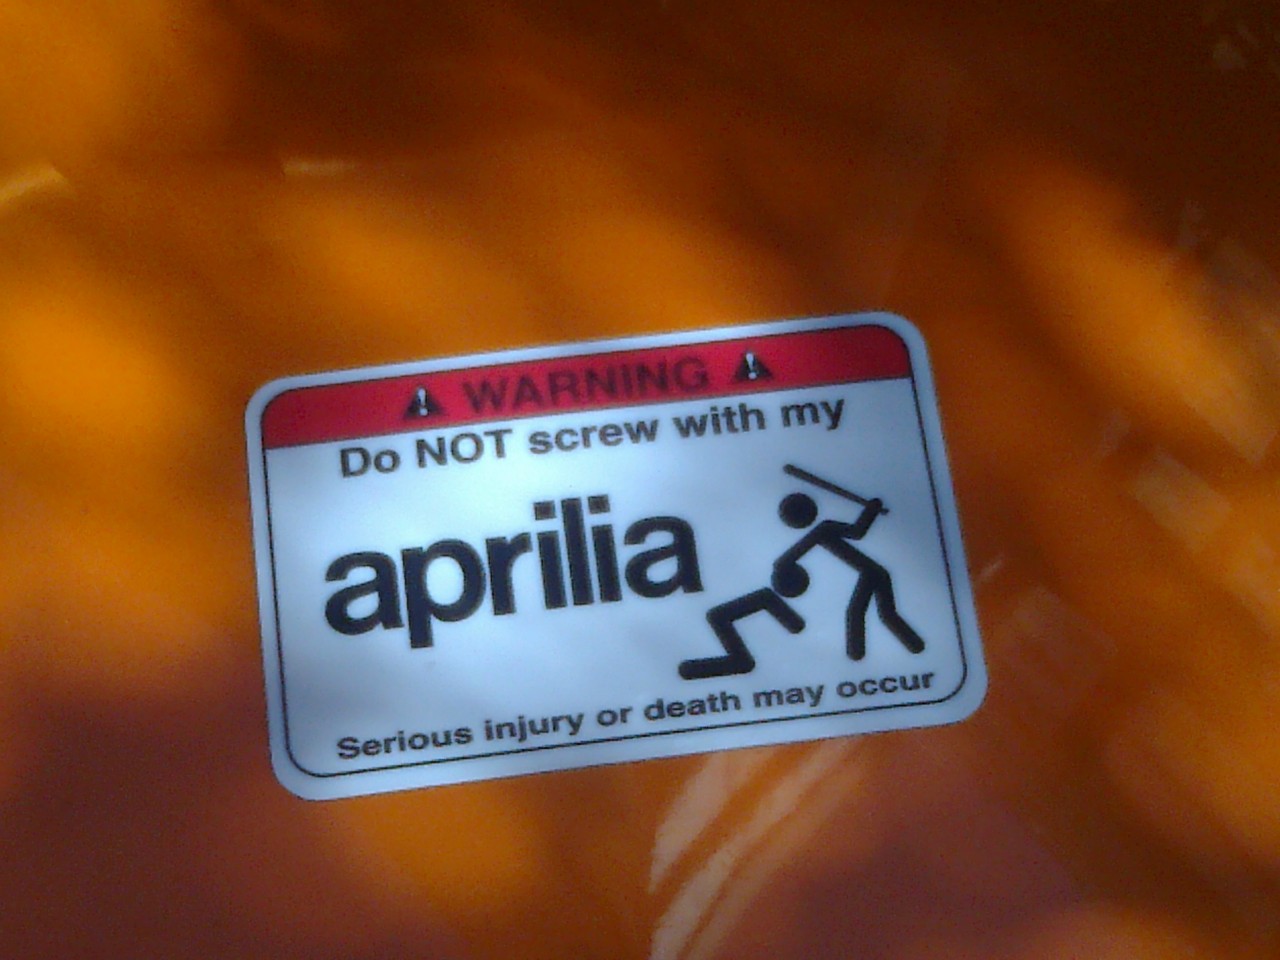 WARNING
Do NOT screw with my
aprilia
Serious injury or death may occur